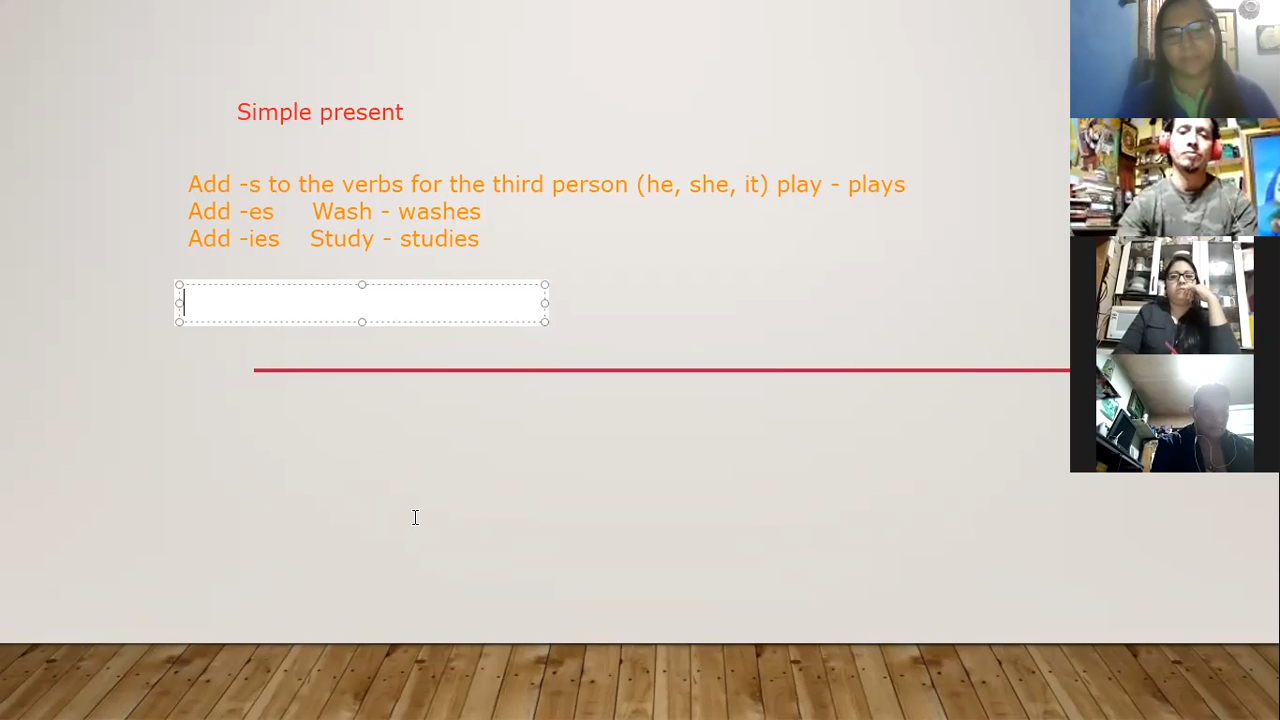 Simple present
Add -s to the verbs for the third person (he, she, it) play - plays
Add -es Wash - washes
Add -ies Study - studies